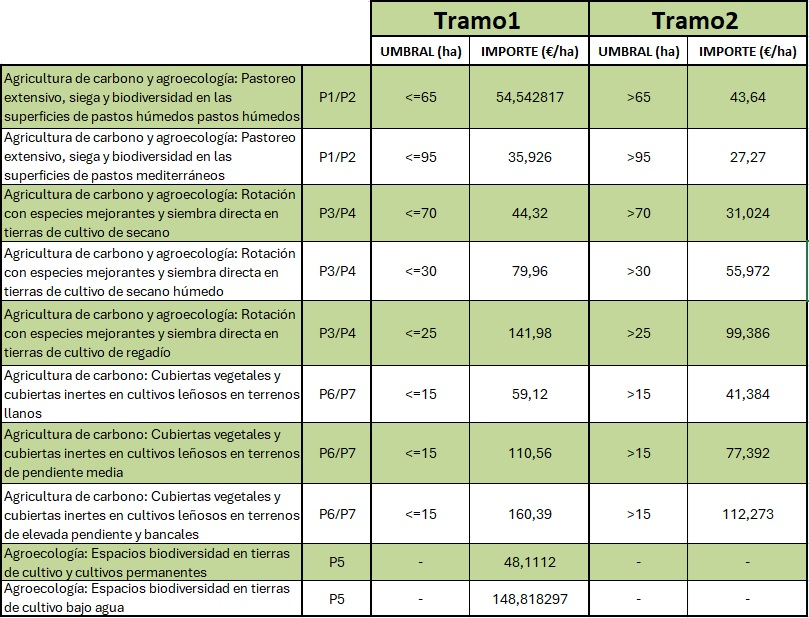 Tramo1 Tramo2
UMBRAL (ha) IMPORTE (€/ha) UMBRAL (ha) IMPORTE (€/ha)
Agricultura de carbono y agroecología: Pastoreo
extensivo, siega y biodiversidad en las
superficies de pastos húmedos pastos húmedos
P1/P2 <=65 54,542817 >65 43,64
Agricultura de carbono y agroecología: Pastoreo
extensivo, siega y biodiversidad en las
superficies de pastos mediterráneos
P1/P2 <=95 35,926 >95 27,27
Agricultura de carbono y agroecología: Rotación
con especies mejorantes y siembra directa en
tierras de cultivo de secano
P3/P4 <=70 44,32 >70 31,024
Agricultura de carbono y agroecología: Rotación
con especies mejorantes y siembra directa en
tierras de cultivo de secano húmedo
P3/P4 <=30 79,96 >30 55,972
Agricultura de carbono y agroecología: Rotación
con especies mejorantes y siembra directa en
tierras de cultivo de regadío
P3/P4 <=25 141,98 >25 99,386
Agricultura de carbono: Cubiertas vegetales y
cubiertas inertes en cultivos leñosos en terrenos
llanos
P6/P7 <=15 59,12 >15 41,384
Agricultura de carbono: Cubiertas vegetales y
cubiertas inertes en cultivos leñosos en terrenos
de pendiente media
P6/P7 <=15 110,56 >15 77,392
Agricultura de carbono: Cubiertas vegetales y
cubiertas inertes en cultivos leñosos en terrenos
de elevada pendiente y bancales
P6/P7 <=15 160,39 >15 112,273
Agroecología: Espacios biodiversidad en tierras
de cultivo y cultivos permanentes
P5 - 48,1112 - -
Agroecología: Espacios biodiversidad en tierras
de cultivo bajo agua
P5 - 148,818297 - -